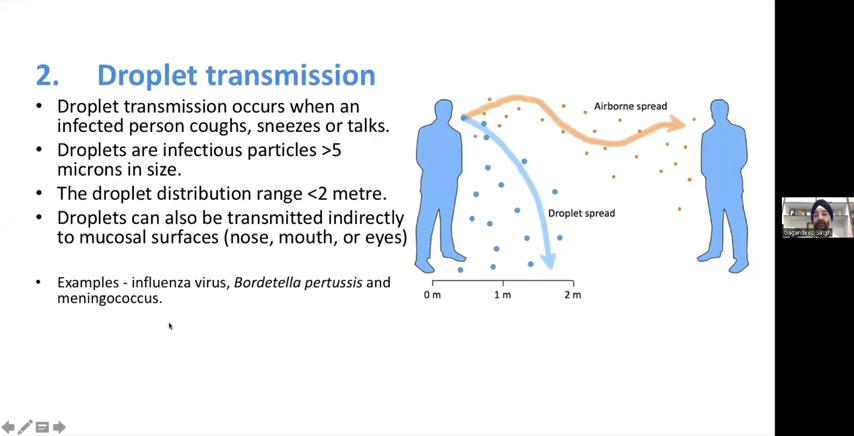 2. Droplet transmission
• Droplet transmission occurs when an
infected person coughs, sneezes or talks.
• Droplets are infectious particles >5
microns in size.
• The droplet distribution range <2 metre.
• Droplets can also be transmitted indirectly
to mucosal surfaces (nose, mouth, or eyes)
• Examples - influenza virus, Bordetella pertussis and
meningococcus.
Airborne spread
Droplet spread
0 m 1 m 2 m
Gagandeep Singh